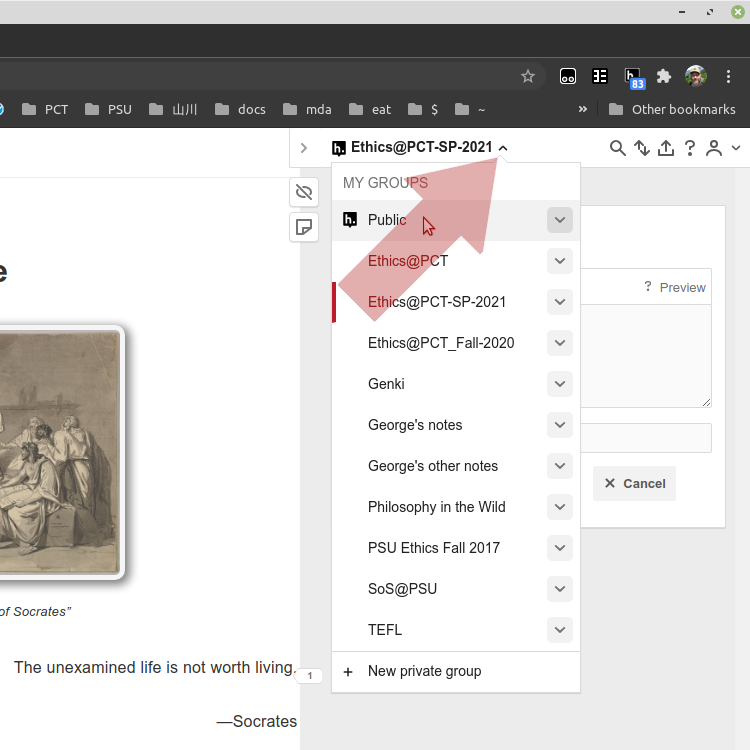 83
PCT
PSU
山川
docs
mda
eat
$
~
»
Other bookmarks
h. Ethics@PCT-SP-2021
MY GROUPS
h. Public
Ethics@PCT
Ethics@PCT-SP-2021
Ethics@PCT_Fall-2020
Genki
George's notes
George's other notes
Philosophy in the Wild
PSU Ethics Fall 2017
SoS@PSU
TEFL
+ New private group
? Preview
× Cancel
e
of Socrates”
The unexamined life is not worth living.
1
—Socrates